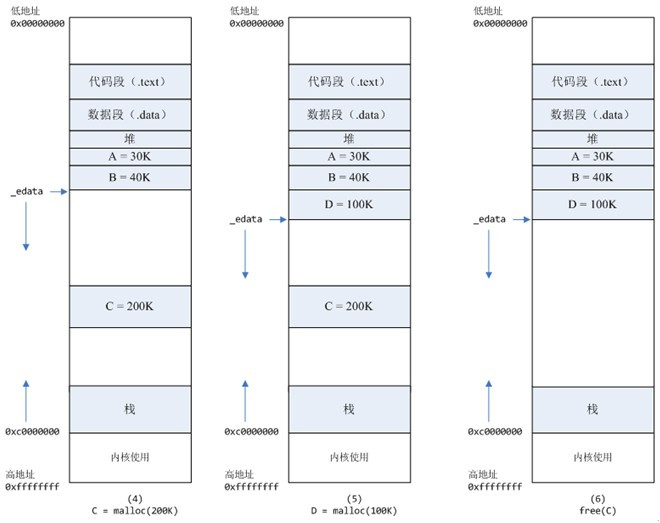 低地址
0x00000000
代码段（.text）
数据段（.data）
堆
A = 30K
B = 40K
_edata
C = 200K
栈
0xc0000000
内核使用
高地址
0xffffffff
(4)
C = malloc(200K)
低地址
0x00000000
代码段（.text）
数据段（.data）
堆
A = 30K
B = 40K
D = 100K
_edata
C = 200K
栈
0xc0000000
内核使用
高地址
0xffffffff
(5)
D = malloc(100K)
低地址
0x00000000
代码段（.text）
数据段（.data）
堆
A = 30K
B = 40K
D = 100K
_edata
栈
0xc0000000
内核使用
高地址
0xffffffff
(6)
free(C)